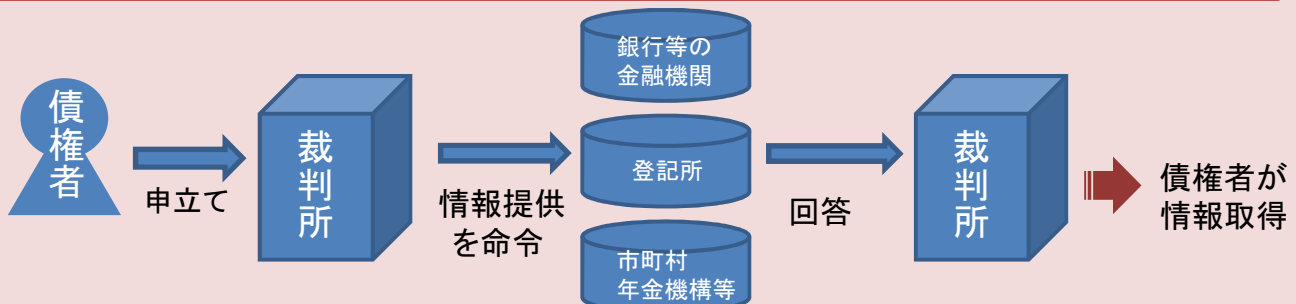 債権者
申立て
裁判所
情報提供
を命令
銀行等の
金融機関
登記所
市町村
年金機構等
回答
裁判所
債権者が
情報取得